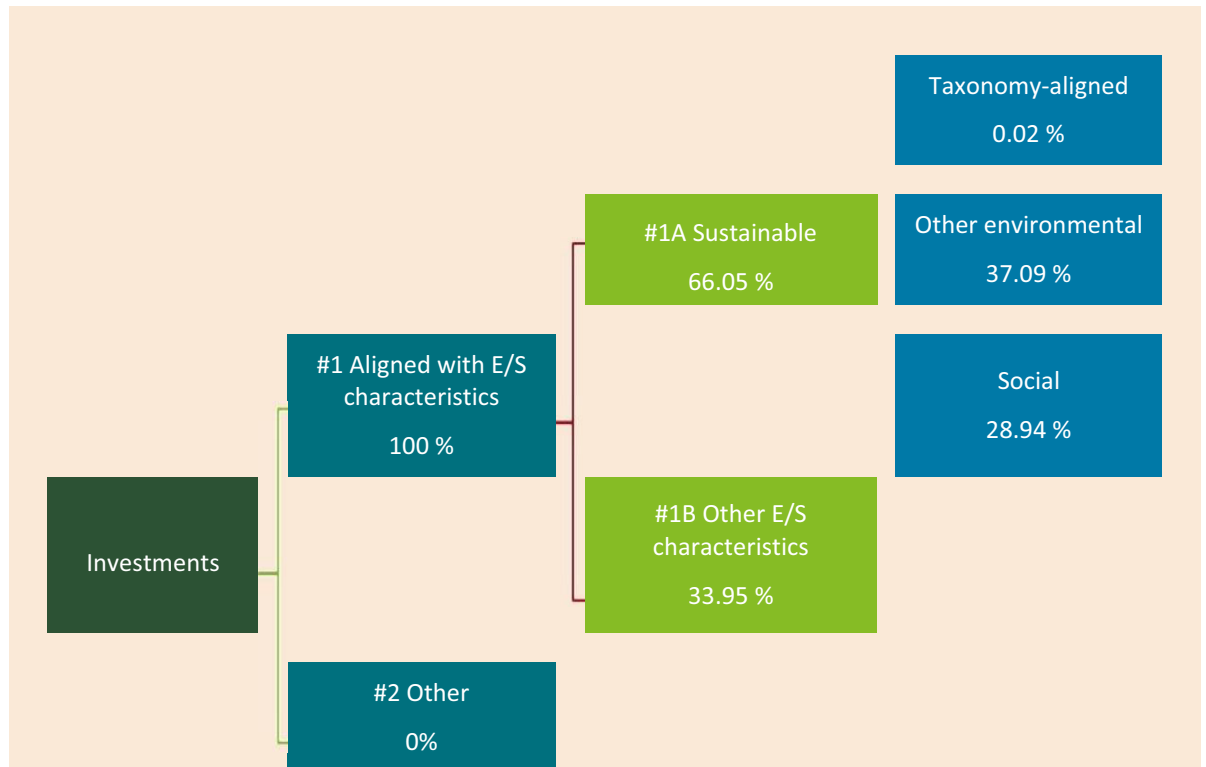 Taxonomy-aligned
0.02 %
#1A Sustainable
66.05 %
Other environmental
37.09 %
#1 Aligned with E/S
characteristics
100 %
Social
28.94 %
Investments
#1B Other E/S
characteristics
33.95 %
#2 Other
0%